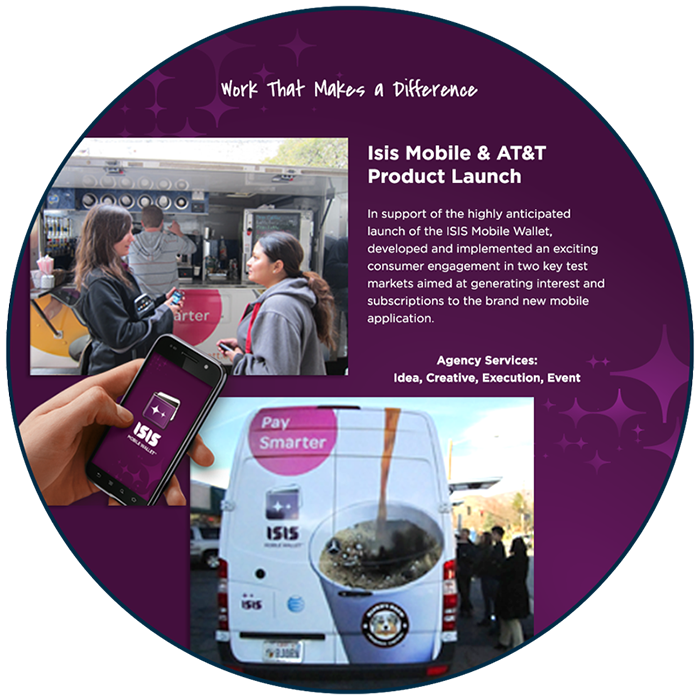 Work That Makes a Difference
Isis Mobile & AT&T
Product Launch
In support of the highly anticipated
launch of the ISIS Mobile Wallet,
developed and implemented an exciting
consumer engagement in two key test
markets aimed at generating interest and
subscriptions to the brand new mobile
application.
Agency Services:
Idea, Creative, Execution, Event
arter
ISIS
MOBILE WALLET
Pay
Smarter
ISIS
MOBILE WALLET
ISIS